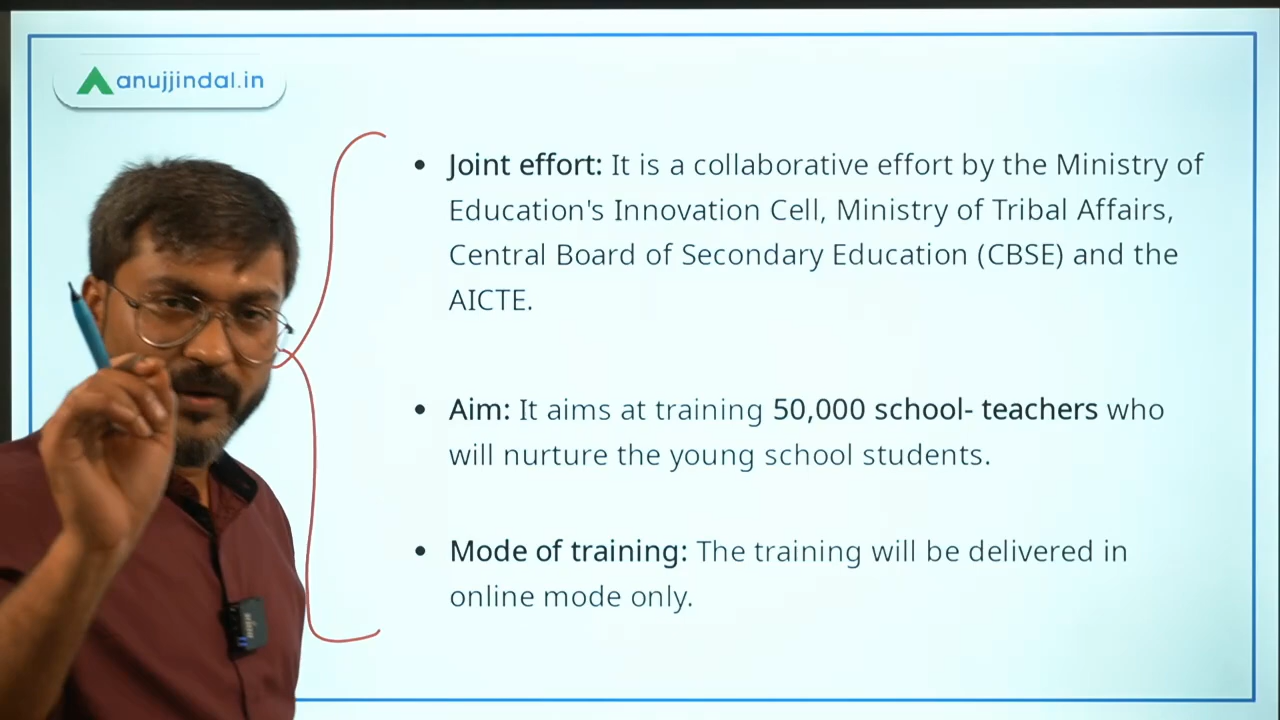 anujjindal.in
• Joint effort: It is a collaborative effort by the Ministry of
Education's Innovation Cell, Ministry of Tribal Affairs,
Central Board of Secondary Education (CBSE) and the
AICTE.
• Aim: It aims at training 50,000 school- teachers who
will nurture the young school students.
• Mode of training: The training will be delivered in
online mode only.